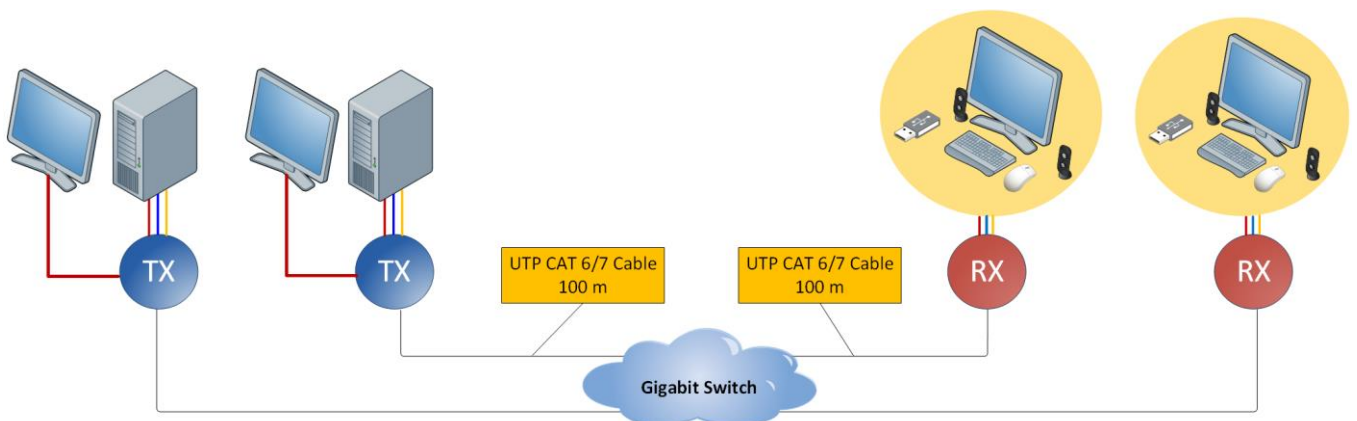 TX
TX
UTP CAT 6/7 Cable
100 m
UTP CAT 6/7 Cable
100 m
RX
RX
Gigabit Switch